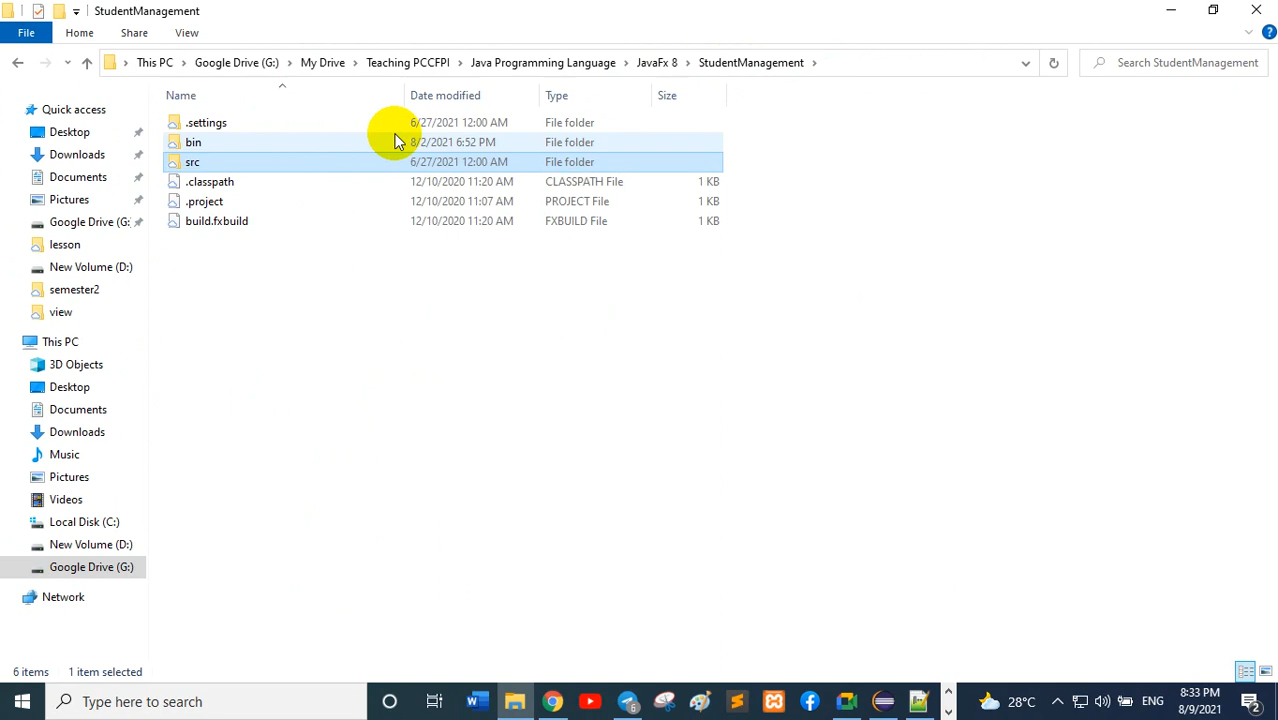 StudentManagement
File Home Share View
This PC Google Drive (G:) My Drive Teaching PCCFPI Java Programming Language JavaFx 8 StudentManagement Search StudentManagement
Name Date modified Type Size
Quick access
Desktop
Downloads
Documents
Pictures
Google Drive (G:
lesson
New Volume (D:)
semester2
view
This PC
3D Objects
Desktop
Documents
Downloads
Music
Pictures
Videos
Local Disk (C:)
New Volume (D:)
Google Drive (G:)
Network
.settings 6/27/2021 12:00 AM File folder
bin 8/2/2021 6:52 PM File folder
src 6/27/2021 12:00 AM File folder
.classpath 12/10/2020 11:20 AM CLASSPATH File 1 KB
.project 12/10/2020 11:07 AM PROJECT File 1 KB
build.fxbuild 12/10/2020 11:20 AM FXBUILD File 1 KB
6 items 1 item selected
Type here to search 6 28°C ENG 8:33 PM
8/9/2021 2